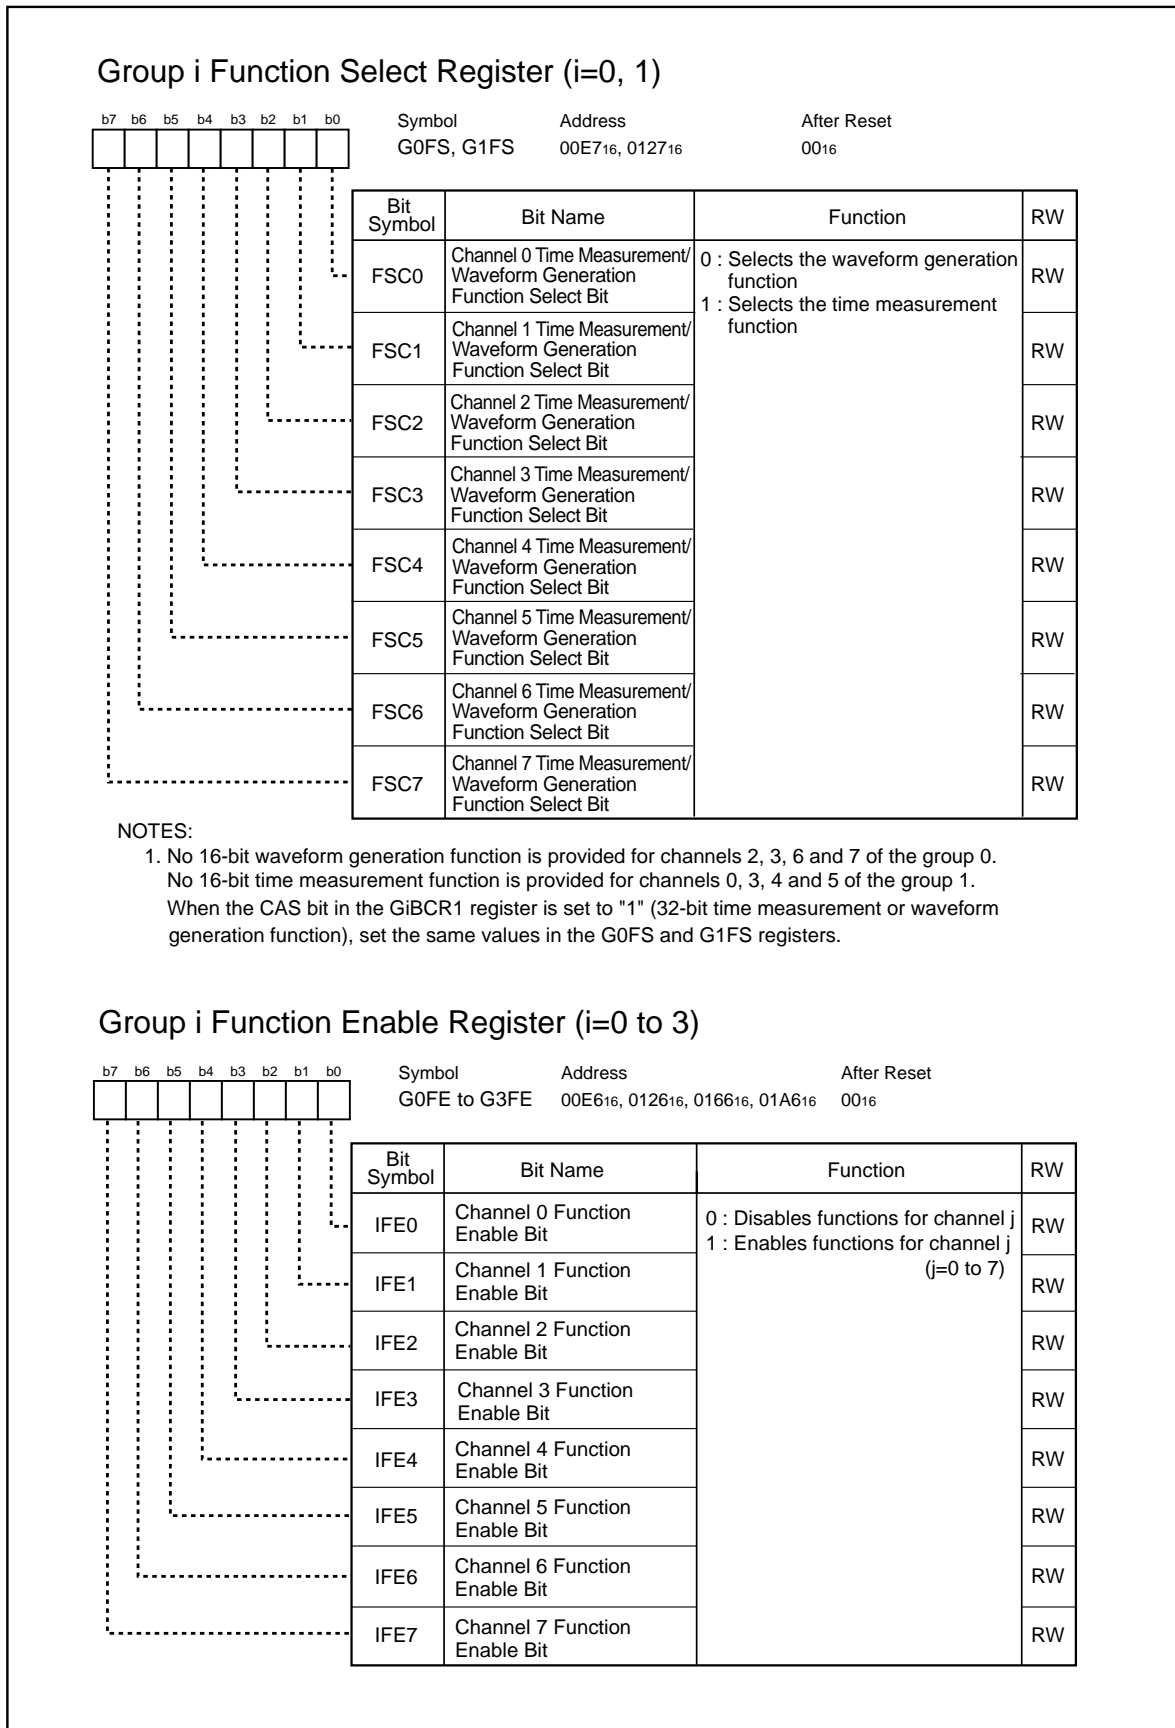 Group i Function Select Register (i=0, 1)
b7 b6 b5 b4 b3 b2 b1 b0
Symbol Address After Reset
G0FS, G1FS 00E716, 012716 0016
Bit Symbol Bit Name Function RW
FSC0 Channel 0 Time Measurement/ Waveform Generation Function Select Bit RW
0 : Selects the waveform generation function
1 : Selects the time measurement function
FSC1 Channel 1 Time Measurement/ Waveform Generation Function Select Bit RW
FSC2 Channel 2 Time Measurement/ Waveform Generation Function Select Bit RW
FSC3 Channel 3 Time Measurement/ Waveform Generation Function Select Bit RW
FSC4 Channel 4 Time Measurement/ Waveform Generation Function Select Bit RW
FSC5 Channel 5 Time Measurement/ Waveform Generation Function Select Bit RW
FSC6 Channel 6 Time Measurement/ Waveform Generation Function Select Bit RW
FSC7 Channel 7 Time Measurement/ Waveform Generation Function Select Bit RW
NOTES:
1. No 16-bit waveform generation function is provided for channels 2, 3, 6 and 7 of the group 0.
No 16-bit time measurement function is provided for channels 0, 3, 4 and 5 of the group 1.
When the CAS bit in the GiBCR1 register is set to "1" (32-bit time measurement or waveform
generation function), set the same values in the G0FS and G1FS registers.
Group i Function Enable Register (i=0 to 3)
b7 b6 b5 b4 b3 b2 b1 b0
Symbol Address After Reset
G0FE to G3FE 00E616, 012616, 016616, 01A616 0016
Bit Symbol Bit Name Function RW
IFE0 Channel 0 Function Enable Bit RW
0 : Disables functions for channel j
1 : Enables functions for channel j
(j=0 to 7)
IFE1 Channel 1 Function Enable Bit RW
IFE2 Channel 2 Function Enable Bit RW
IFE3 Channel 3 Function Enable Bit RW
IFE4 Channel 4 Function Enable Bit RW
IFE5 Channel 5 Function Enable Bit RW
IFE6 Channel 6 Function Enable Bit RW
IFE7 Channel 7 Function Enable Bit RW